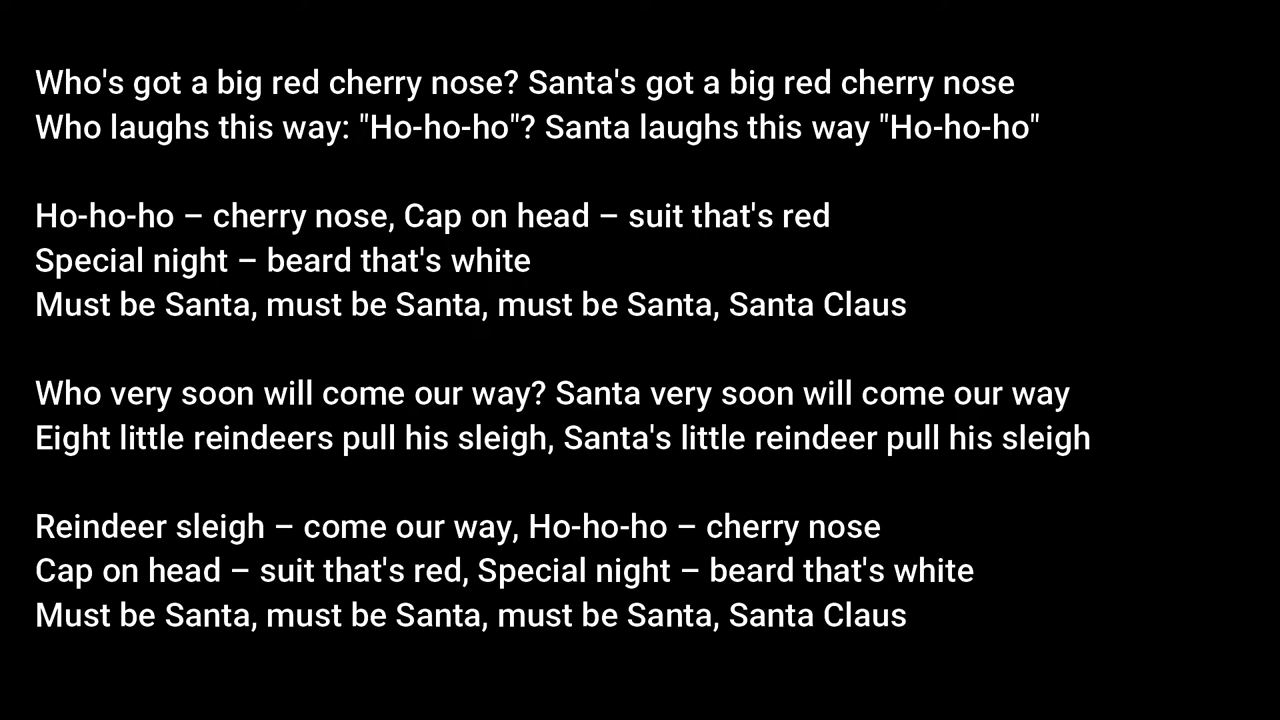 Who's got a big red cherry nose? Santa's got a big red cherry nose
Who laughs this way: "Ho-ho-ho"? Santa laughs this way "Ho-ho-ho"
Ho-ho-ho – cherry nose, Cap on head – suit that's red
Special night – beard that's white
Must be Santa, must be Santa, must be Santa, Santa Claus
Who very soon will come our way? Santa very soon will come our way
Eight little reindeers pull his sleigh, Santa's little reindeer pull his sleigh
Reindeer sleigh – come our way, Ho-ho-ho – cherry nose
Cap on head – suit that's red, Special night – beard that's white
Must be Santa, must be Santa, must be Santa, Santa Claus